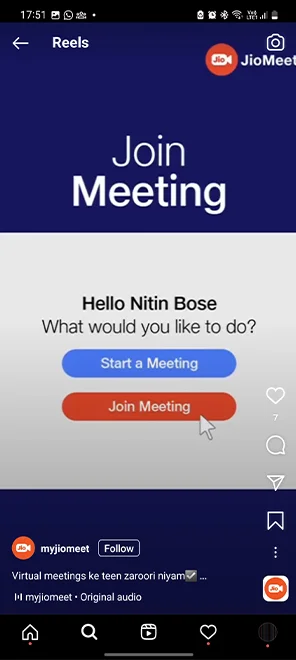 17:51
Reels
Jio
JioMeet
Join
Meeting
Hello Nitin Bose
What would you like to do?
Start a Meeting
Join Meeting
7
Jio myjiomeet Follow
Virtual meetings ke teen zaroori niyam✅ ...
myjiomeet • Original audio